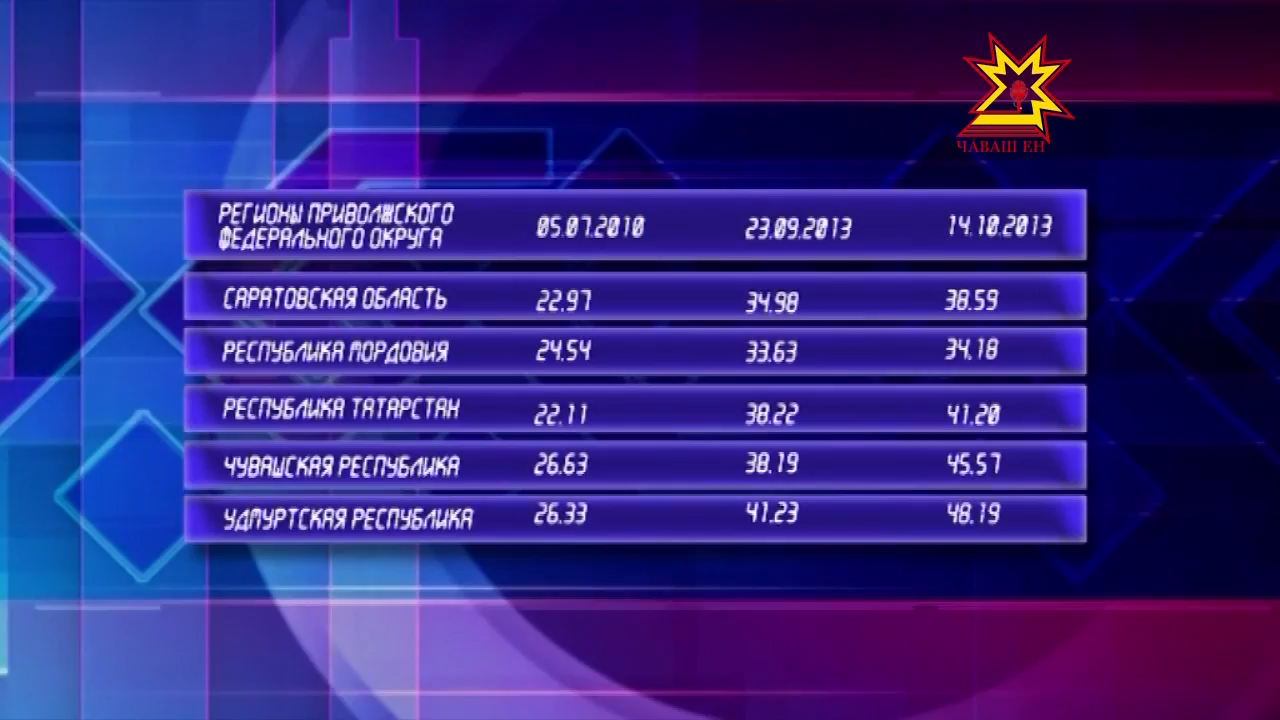 ЧӐВАШ ЕН
РЕГИОНЫ ПРИВОЛЖСКОГО
ФЕДЕРАЛЬНОГО ОКРУГА 05.07.2010 23.09.2013 14.10.2013
САРАТОВСКАЯ ОБЛАСТЬ 22.97 34.98 38.59
РЕСПУБЛИКА МОРДОВИЯ 24.54 33.63 34.18
РЕСПУБЛИКА ТАТАРСТАН 22.11 38.22 41.20
ЧУВАШСКАЯ РЕСПУБЛИКА 26.63 38.19 45.57
УДМУРТСКАЯ РЕСПУБЛИКА 26.33 41.23 48.19